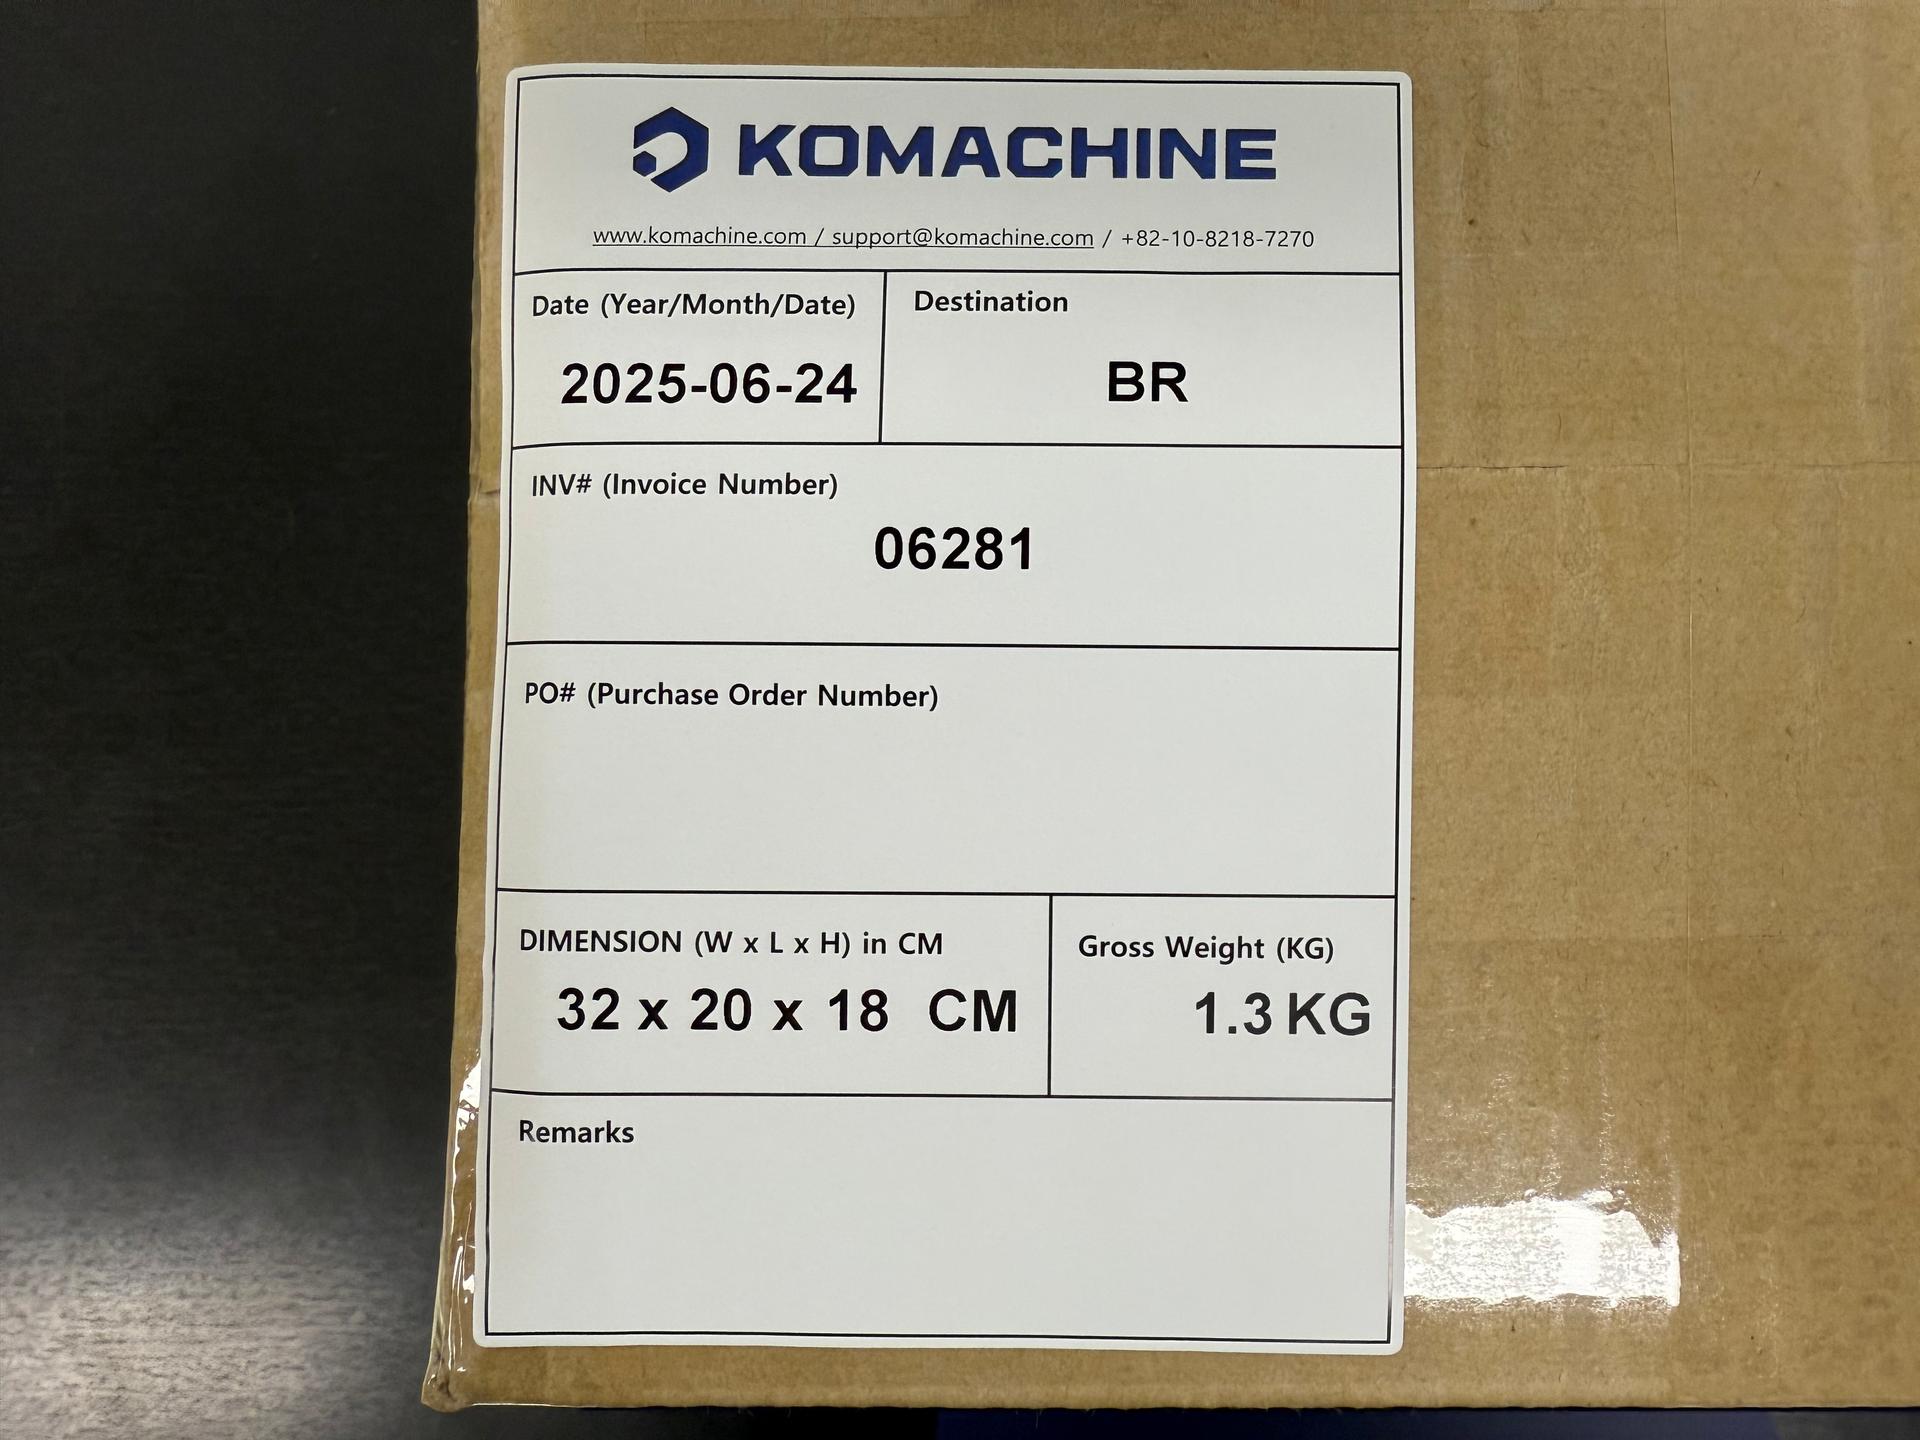 KOMACHINE
www.komachine.com / support@komachine.com / +82-10-8218-7270
Date (Year/Month/Date)
2025-06-24
Destination
BR
INV# (Invoice Number)
06281
PO# (Purchase Order Number)
DIMENSION (W x L x H) in CM
32 x 20 x 18 CM
Gross Weight (KG)
1.3 KG
Remarks